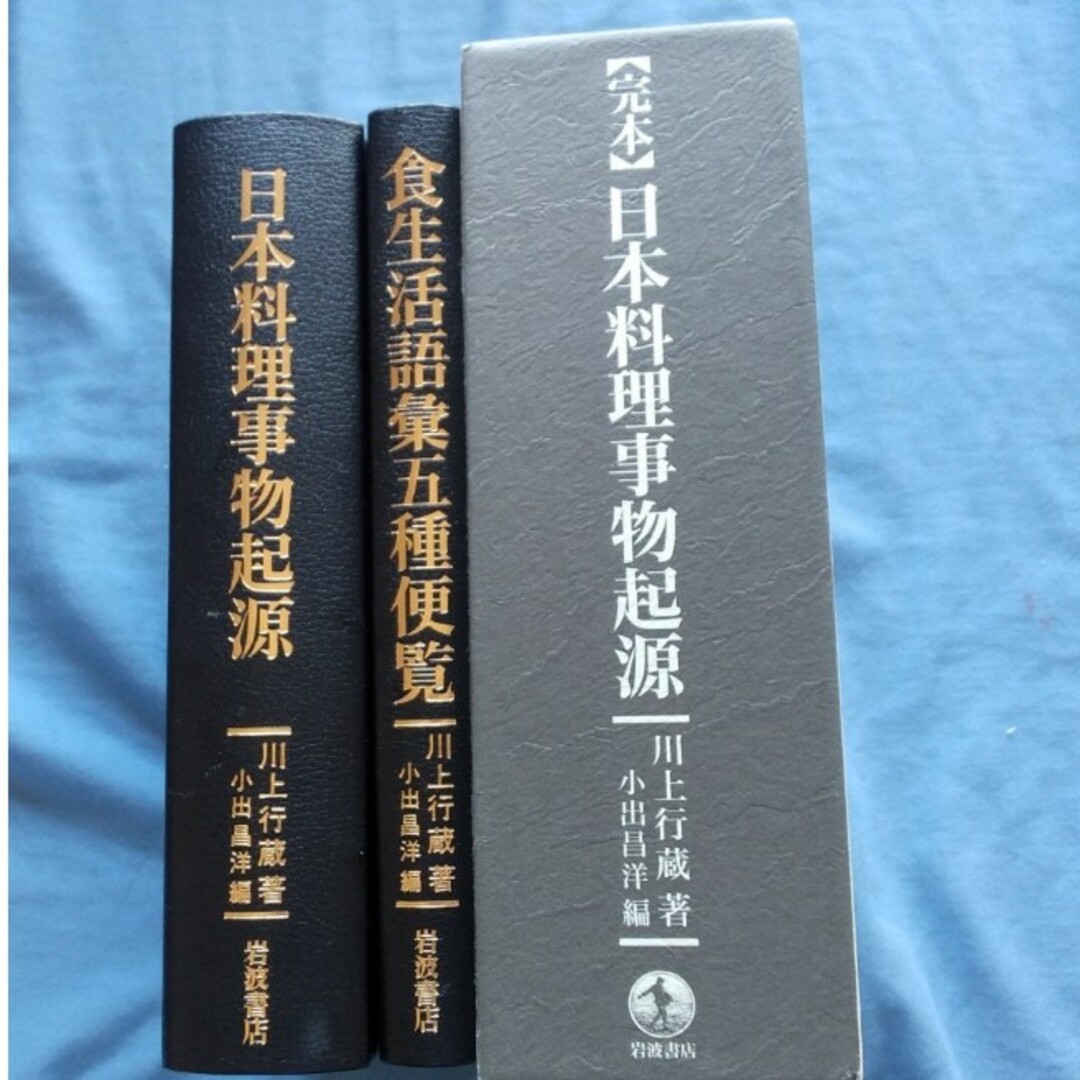 日本料理事物起源
川上行蔵著
小出昌洋編
岩波書店
食生活語彙五種便覧
川上行蔵著
小出昌洋編
岩波書店
【完本】日本料理事物起源
川上行蔵著
小出昌洋編
岩波書店